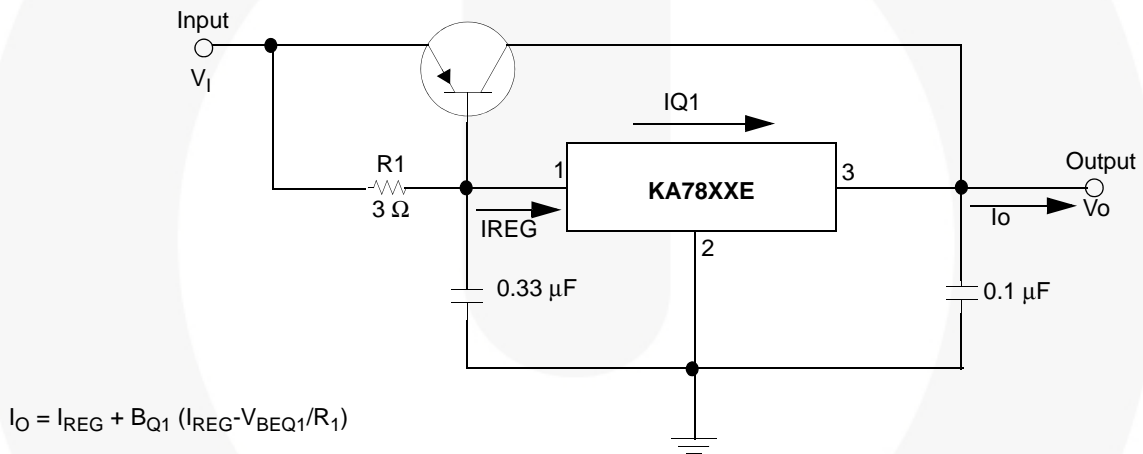 Input
V_I
IQ1
R1
3 Ω
1
KA78XXE
3
Output
IREG
Io
Vo
2
0.33 μF
0.1 μF
I_O = I_REG + B_Q1 (I_REG-V_BEQ1/R_1)